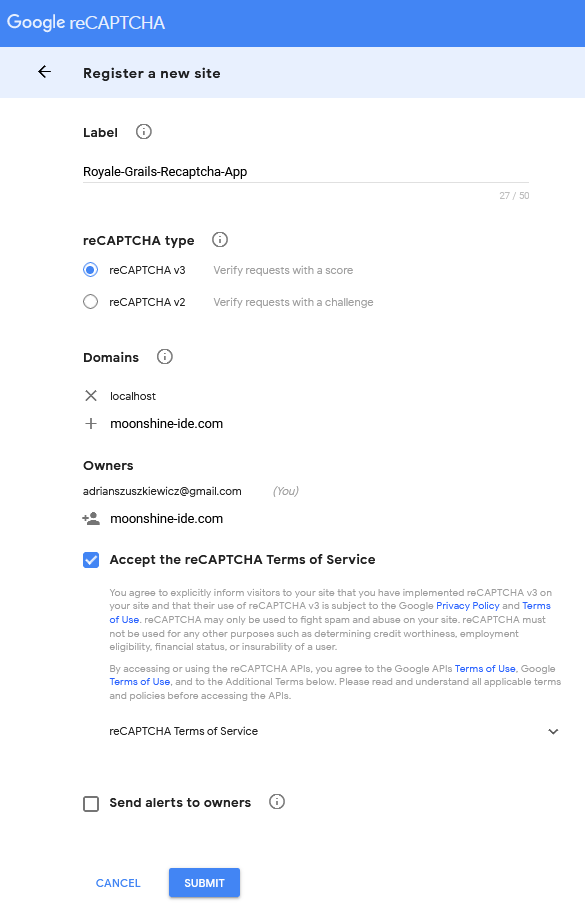 Google reCAPTCHA
Register a new site
Label
Royale-Grails-Recaptcha-App
27 / 50
reCAPTCHA type
reCAPTCHA v3 Verify requests with a score
reCAPTCHA v2 Verify requests with a challenge
Domains
localhost
moonshine-ide.com
Owners
adrianszuszkiewicz@gmail.com (You)
moonshine-ide.com
Accept the reCAPTCHA Terms of Service
You agree to explicitly inform visitors to your site that you have implemented reCAPTCHA v3 on
your site and that their use of reCAPTCHA v3 is subject to the Google Privacy Policy and Terms
of Use. reCAPTCHA may only be used to fight spam and abuse on your site. reCAPTCHA must
not be used for any other purposes such as determining credit worthiness, employment
eligibility, financial status, or insurability of a user.
By accessing or using the reCAPTCHA APIs, you agree to the Google APIs Terms of Use, Google
Terms of Use, and to the Additional Terms below. Please read and understand all applicable terms
and policies before accessing the APIs.
reCAPTCHA Terms of Service
Send alerts to owners
CANCEL SUBMIT